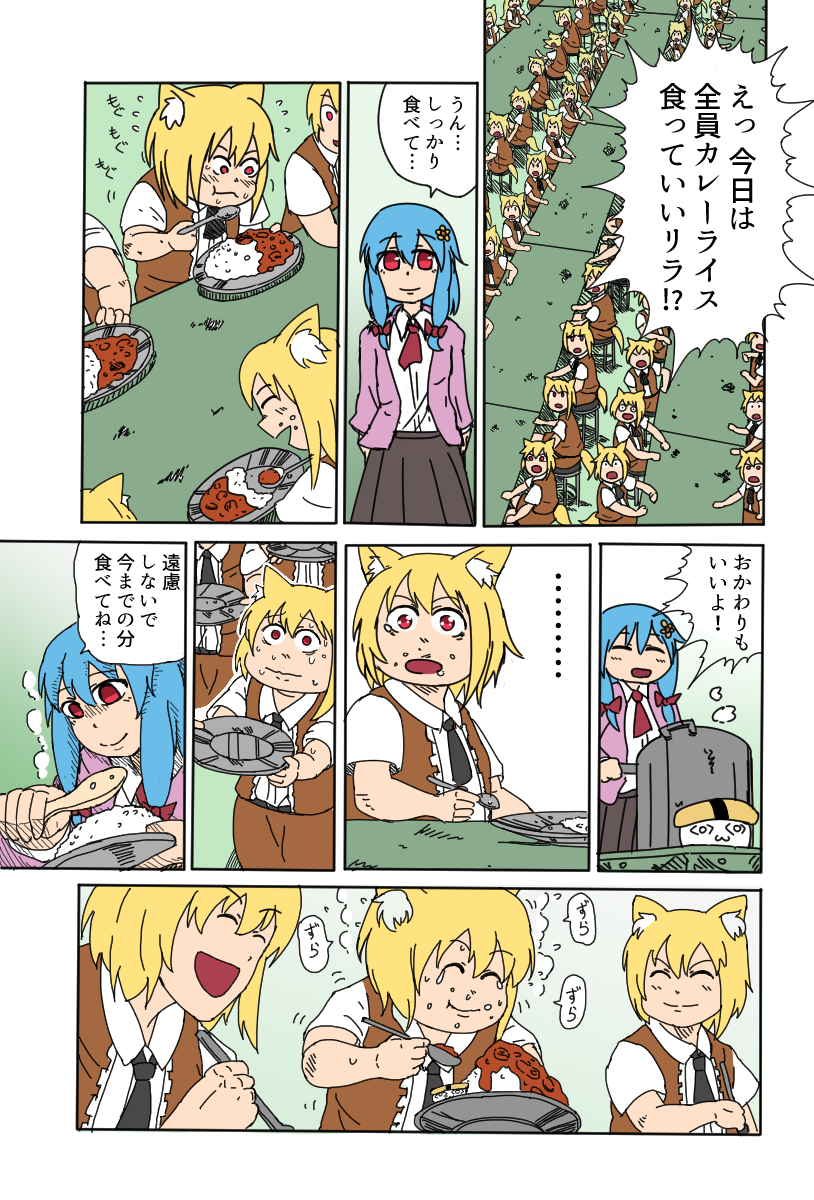 えっ 今日は
全員カレーライス
食っていいリラ!?
うん…
しっかり
食べて…
もぐ
もぐ
もぐ
おかわりも
いいよ！
………
遠慮
しないで
今までの分
食べてね…
ずら
ずら
ずら